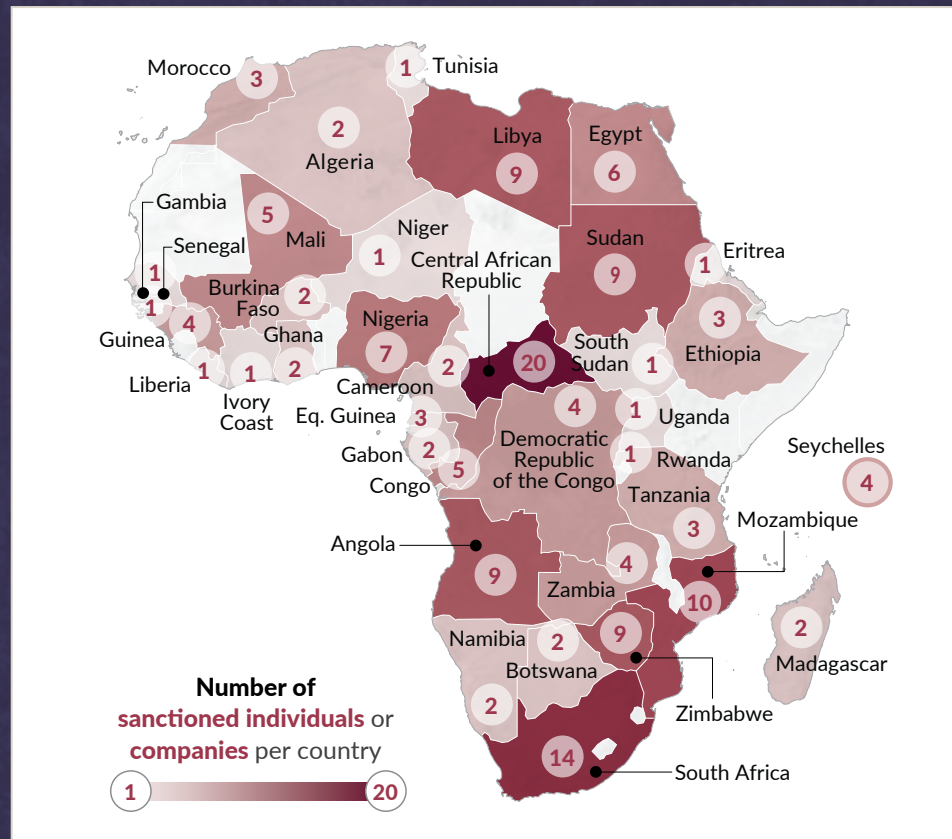 Morocco
3
1
Tunisia
2
Algeria
Libya
9
Egypt
6
Gambia
Senegal
5
Mali
Niger
1
Central African
Republic
Sudan
9
Eritrea
1
1
1
Burkina
Faso
2
4
Guinea
Ghana
Nigeria
7
2
Cameroon
20
South
Sudan
1
3
Ethiopia
Liberia
1
1
2
Ivory
Coast
Eq. Guinea
3
4
1
Uganda
Gabon
2
Democratic
Republic
of the Congo
1
Rwanda
Congo
5
Seychelles
4
Tanzania
3
Mozambique
Angola
9
4
Zambia
10
9
2
Madagascar
Namibia
2
Botswana
2
Zimbabwe
14
South Africa
Number of
sanctioned individuals or
companies per country
1
20